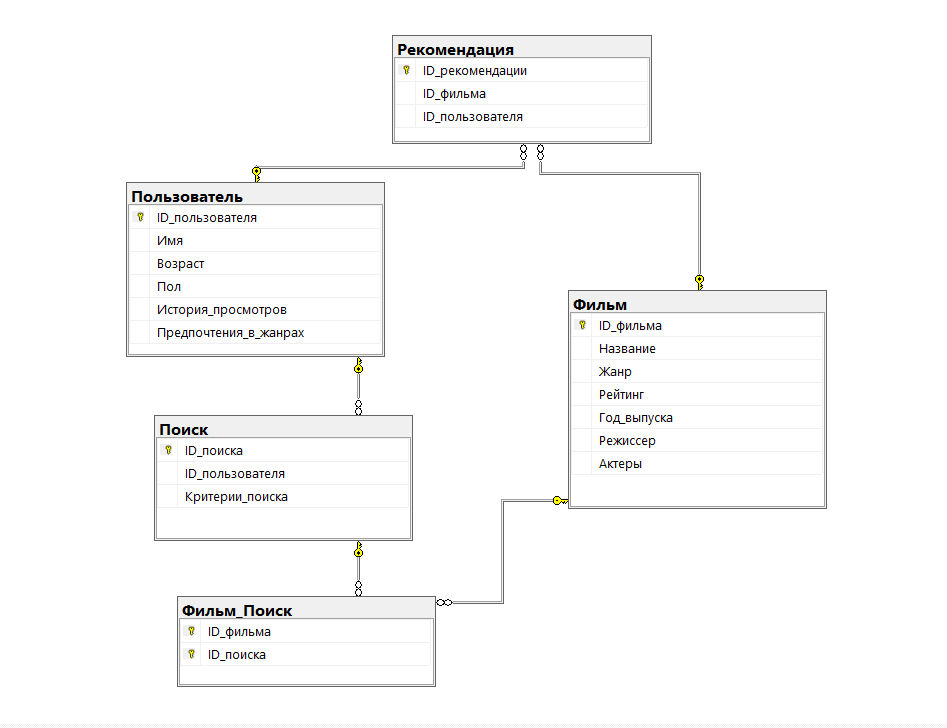 Рекомендация
ID_рекомендации
ID_фильма
ID_пользователя
Пользователь
ID_пользователя
Имя
Возраст
Пол
История_просмотров
Предпочтения_в_жанрах
Фильм
ID_фильма
Название
Жанр
Рейтинг
Год_выпуска
Режиссер
Актеры
Поиск
ID_поиска
ID_пользователя
Критерии_поиска
Фильм_Поиск
ID_фильма
ID_поиска